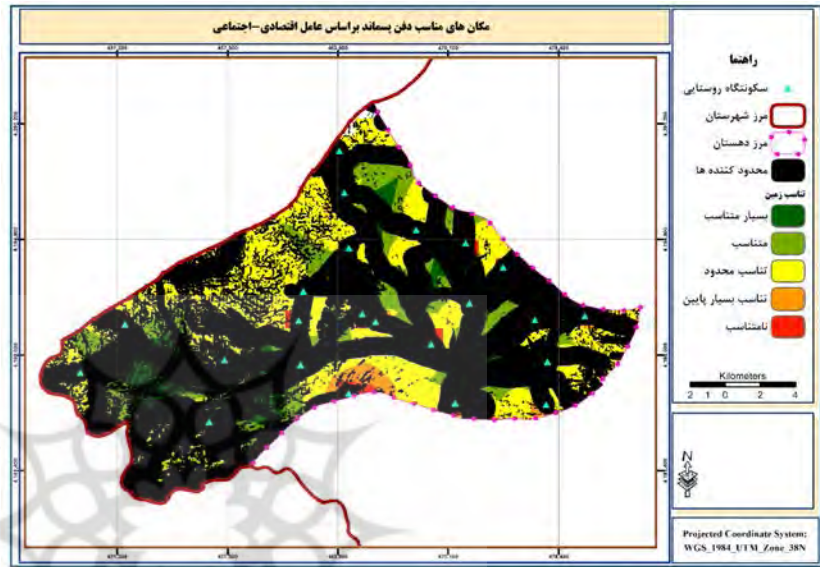 مکان های مناسب دفن پسماند براساس عامل اقتصادی-اجتماعی
راهنما
سکونتگاه روستایی
مرز شهرستان
مرز دهستان
محدود کننده ها
تناسب زمین
بسیار متناسب
متناسب
تناسب محدود
تناسب بسیار پایین
نامتناسب
Kilometers
2 1 0 2 4
N
Projected Coordinate System:
WGS_1984_UTM_Zone_38N